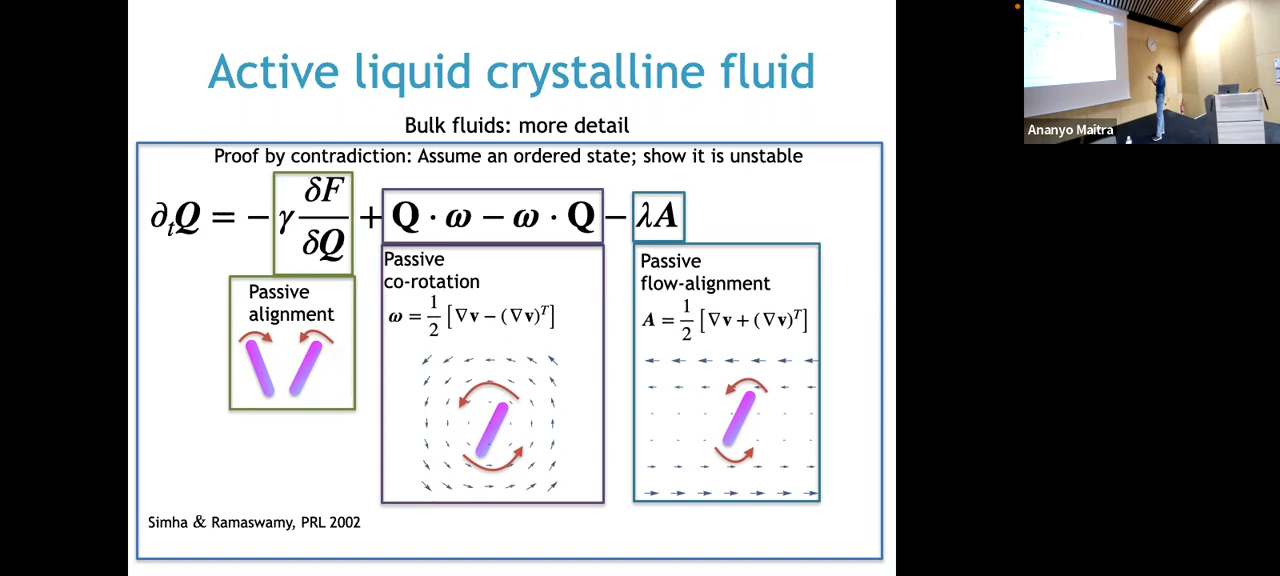 Active liquid crystalline fluid
Bulk fluids: more detail
Proof by contradiction: Assume an ordered state; show it is unstable
∂ₜQ = −γ δF/δQ + Q · ω − ω · Q − λA
Passive
alignment
Passive
co-rotation
ω = 1/2 [∇v − (∇v)ᵀ]
Passive
flow-alignment
A = 1/2 [∇v + (∇v)ᵀ]
Simha & Ramaswamy, PRL 2002
Ananyo Maitra